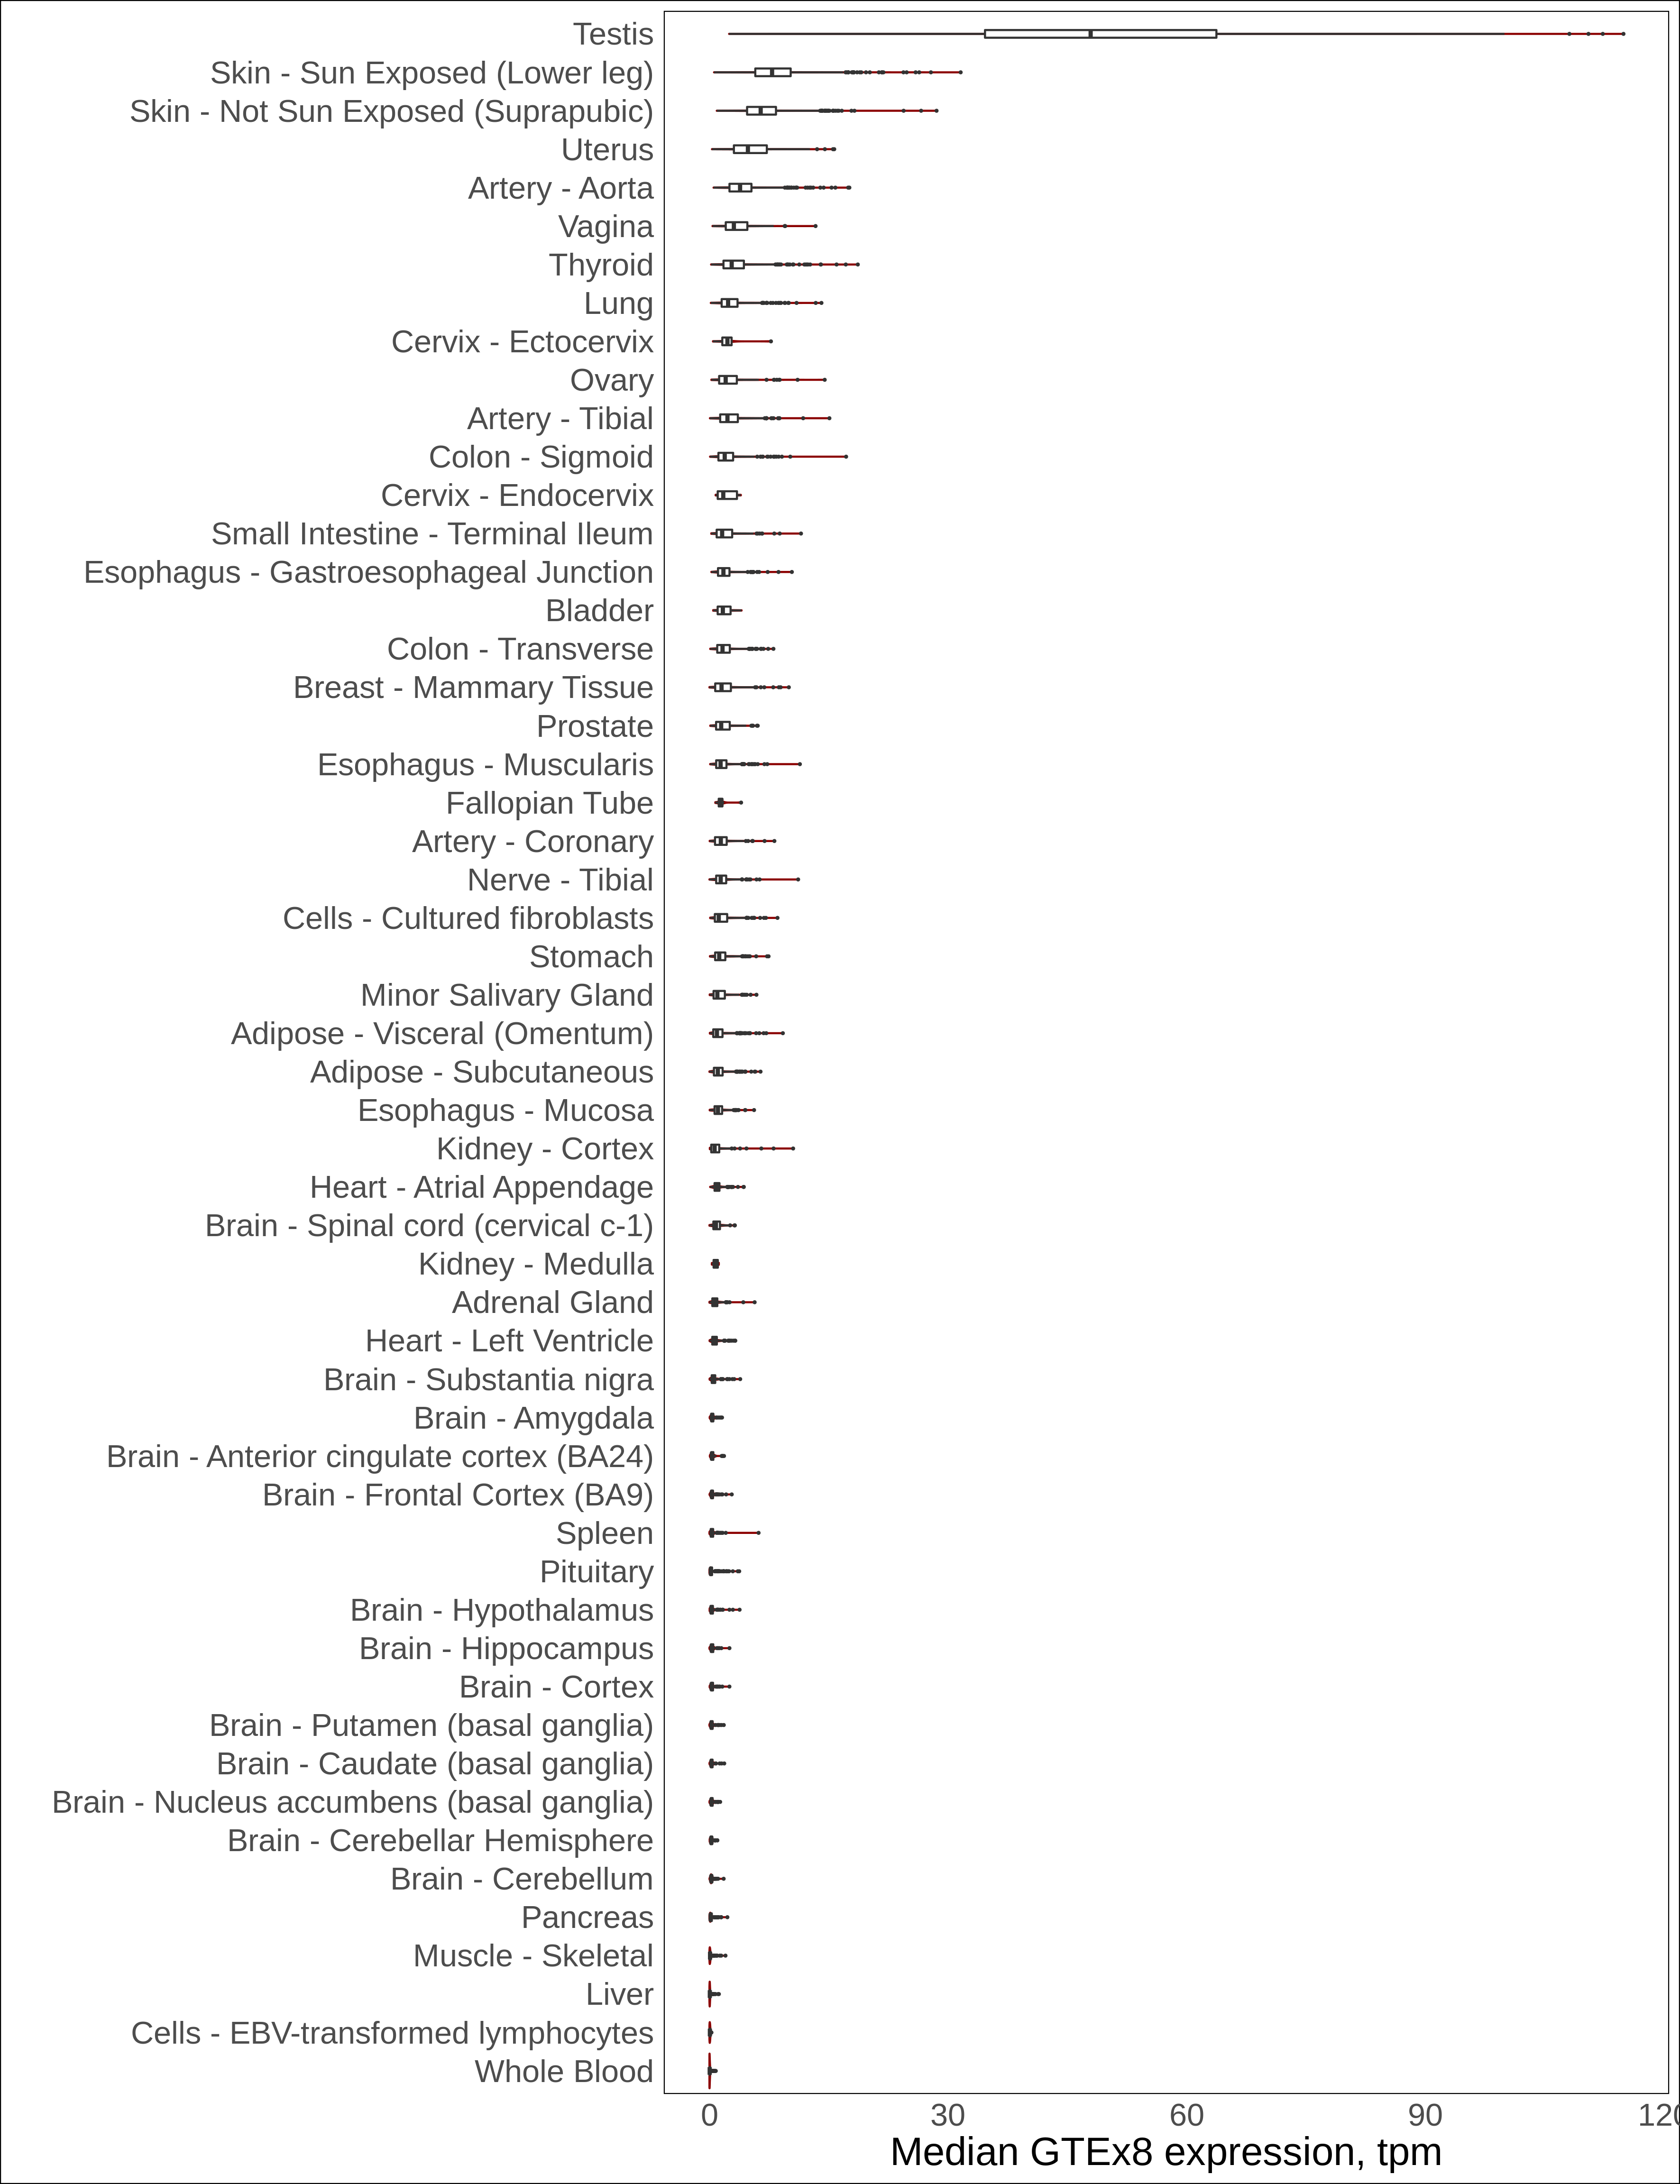 Testis
Skin - Sun Exposed (Lower leg)
Skin - Not Sun Exposed (Suprapubic)
Uterus
Artery - Aorta
Vagina
Thyroid
Lung
Cervix - Ectocervix
Ovary
Artery - Tibial
Colon - Sigmoid
Cervix - Endocervix
Small Intestine - Terminal Ileum
Esophagus - Gastroesophageal Junction
Bladder
Colon - Transverse
Breast - Mammary Tissue
Prostate
Esophagus - Muscularis
Fallopian Tube
Artery - Coronary
Nerve - Tibial
Cells - Cultured fibroblasts
Stomach
Minor Salivary Gland
Adipose - Visceral (Omentum)
Adipose - Subcutaneous
Esophagus - Mucosa
Kidney - Cortex
Heart - Atrial Appendage
Brain - Spinal cord (cervical c-1)
Kidney - Medulla
Adrenal Gland
Heart - Left Ventricle
Brain - Substantia nigra
Brain - Amygdala
Brain - Anterior cingulate cortex (BA24)
Brain - Frontal Cortex (BA9)
Spleen
Pituitary
Brain - Hypothalamus
Brain - Hippocampus
Brain - Cortex
Brain - Putamen (basal ganglia)
Brain - Caudate (basal ganglia)
Brain - Nucleus accumbens (basal ganglia)
Brain - Cerebellar Hemisphere
Brain - Cerebellum
Pancreas
Muscle - Skeletal
Liver
Cells - EBV-transformed lymphocytes
Whole Blood
0 30 60 90 120
Median GTEx8 expression, tpm